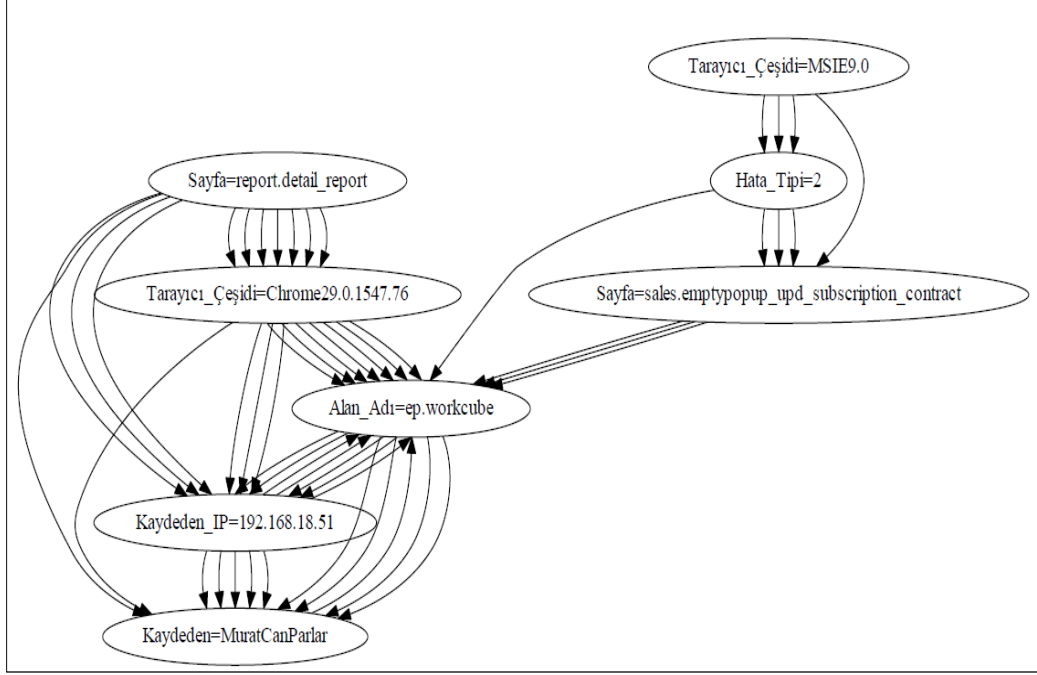 Tarayıcı_Çeşidi=MSIE9.0
Sayfa=report.detail_report
Hata_Tipi=2
Tarayıcı_Çeşidi=Chrome29.0.1547.76
Sayfa=sales.emptypopup_upd_subscription_contract
Alan_Adı=ep.workcube
Kaydeden_IP=192.168.18.51
Kaydeden=MuratCanParlar